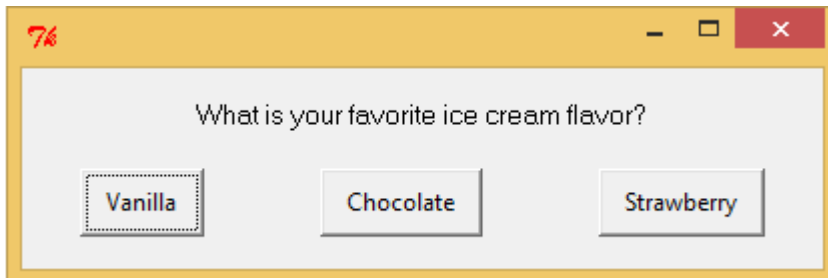 What is your favorite ice cream flavor?
Vanilla Chocolate Strawberry